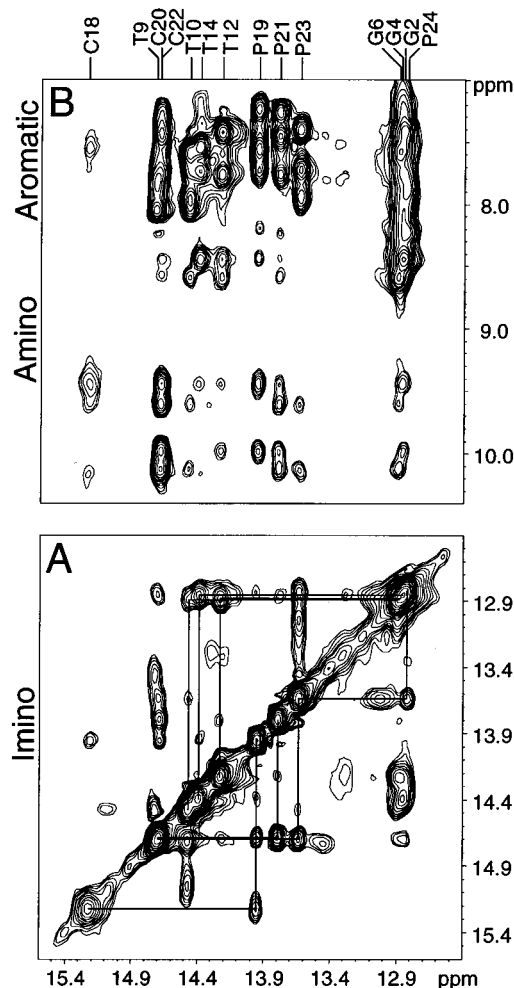 C18 T9 C20 C22 T10 T14 T12 P19 P21 P23 G6 G4 G2 P24
B
ppm
Aromatic
Amino
8.0
9.0
10.0
A
Imino
12.9
13.4
13.9
14.4
14.9
15.4
15.4 14.9 14.4 13.9 13.4 12.9 ppm